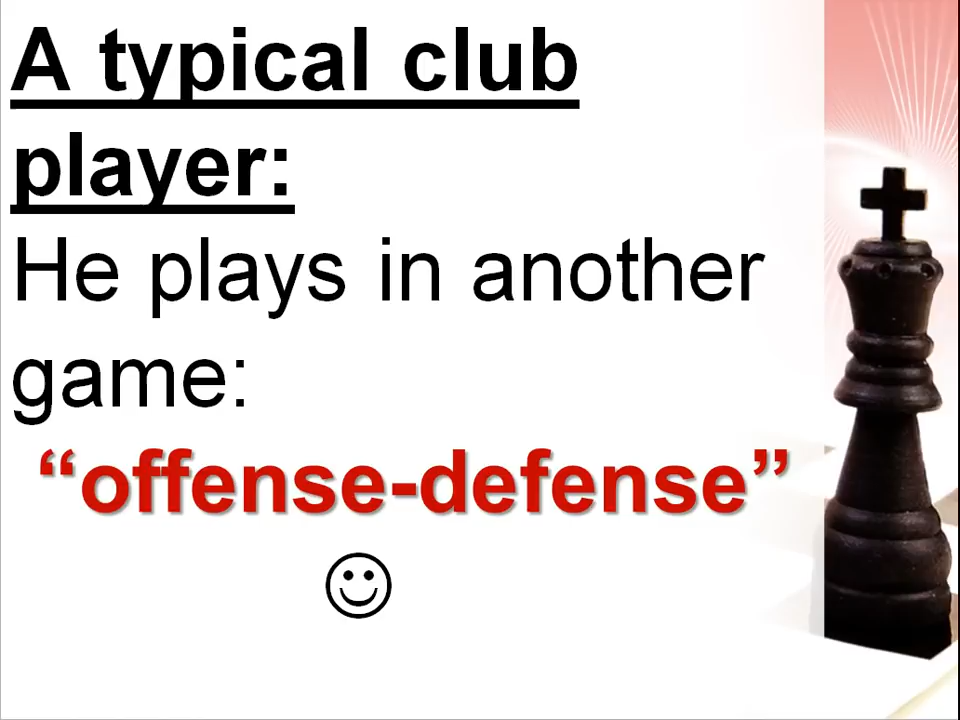 A typical club
player:
He plays in another
game:
“offense-defense”
☺